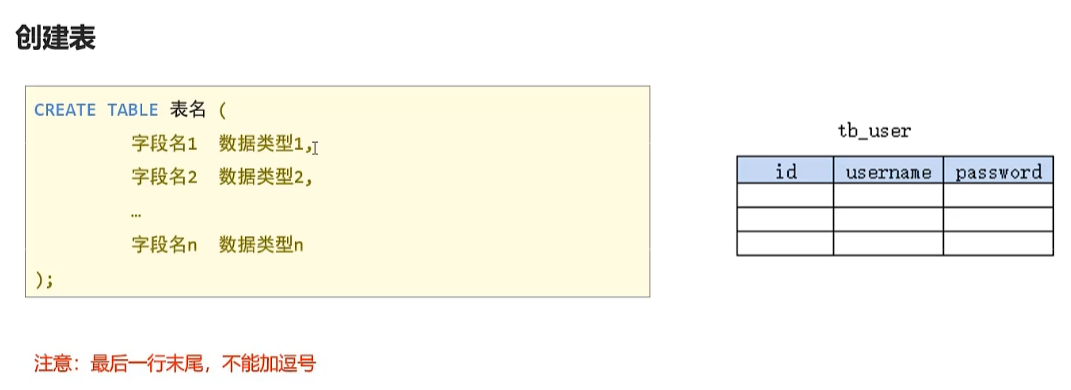 创建表
CREATE TABLE 表名 (
字段名1 数据类型1,
字段名2 数据类型2,
…
字段名n 数据类型n
);
tb_user
id username password
注意：最后一行末尾，不能加逗号